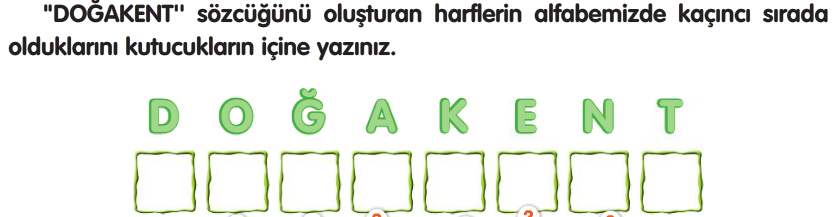 "DOĞAKENT" sözcüğünü oluşturan harflerin alfabemizde kaçıncı sırada
olduklarını kutucukların içine yazınız.
D O Ğ A K E N T